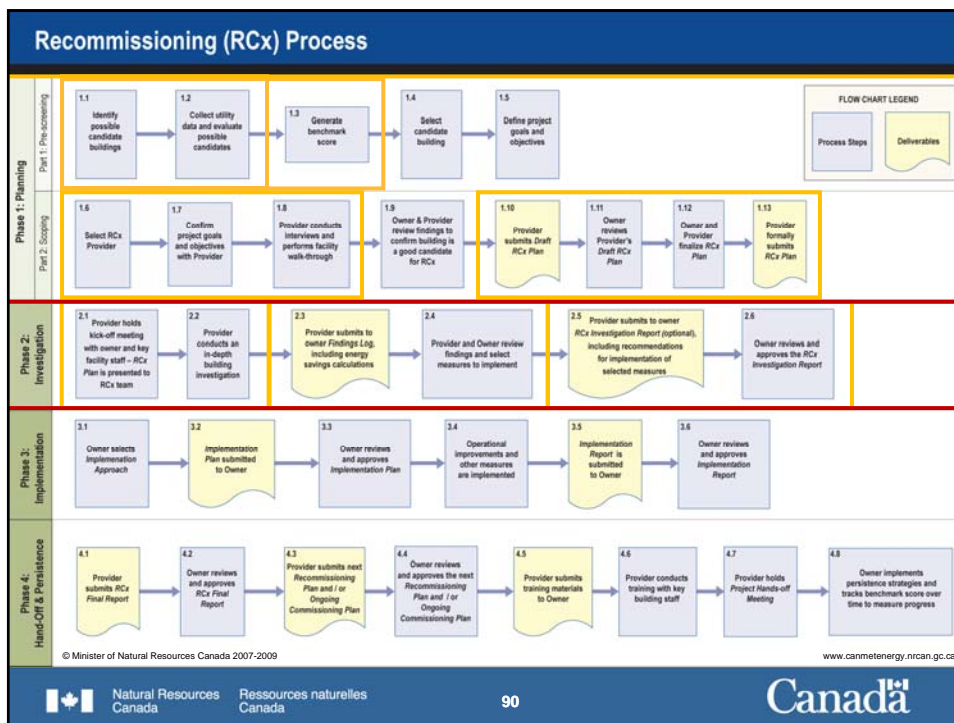 Recommissioning (RCx) Process
Phase 1: Planning
Part 1: Pre-screening
1.1
Identify
possible
candidate
buildings
1.2
Collect utility
data and evaluate
possible
candidates
1.3
Generate
benchmark
score
1.4
Select
candidate
building
1.5
Define project
goals and
objectives
FLOW CHART LEGEND
Process Steps
Deliverables
Part 2: Scoping
1.6
Select RCx
Provider
1.7
Confirm
project goals
and objectives
with Provider
1.8
Provider conducts
interviews and
performs facility
walk-through
1.9
Owner & Provider
review findings to
confirm building is
a good candidate
for RCx
1.10
Provider
submits Draft
RCx Plan
1.11
Owner
reviews
Provider's
Draft RCx
Plan
1.12
Owner and
Provider
finalize RCx
Plan
1.13
Provider
formally
submits
RCx Plan
Phase 2:
Investigation
2.1
Provider holds
kick-off meeting
with owner and key
facility staff – RCx
Plan is presented to
RCx team
2.2
Provider
conducts an
in-depth
building
investigation
2.3
Provider submits to
owner Findings Log,
including energy
savings calculations
2.4
Provider and Owner review
findings and select
measures to implement
2.5
Provider submits to owner
RCx Investigation Report (optional),
including recommendations
for implementation of
selected measures
2.6
Owner reviews and
approves the RCx
Investigation Report
Phase 3:
Implementation
3.1
Owner selects
Implemenation
Approach
3.2
Implementation
Plan submitted
to Owner
3.3
Owner reviews
and approves
Implementation Plan
3.4
Operational
improvements and
other measures
are implemented
3.5
Implementation
Report is
submitted
to Owner
3.6
Owner reviews
and approves
Implementation
Report
Phase 4:
Hand-Off & Persistence
4.1
Provider
submits RCx
Final Report
4.2
Owner reviews
and approves
RCx Final
Report
4.3
Provider submits next
Recommissioning
Plan and / or
Ongoing
Commissioning Plan
4.4
Owner reviews
and approves the next
Recommissioning
Plan and / or
Ongoing
Commissioning Plan
4.5
Provider submits
training materials
to Owner
4.6
Provider conducts
training with key
building staff
4.7
Provider holds
Project Hands-off
Meeting
4.8
Owner implements
persistence strategies and
tracks benchmark score over
time to measure progress
© Minister of Natural Resources Canada 2007-2009
www.canmetenergy.nrcan.gc.ca
Natural Resources
Canada
Ressources naturelles
Canada
90
Canada